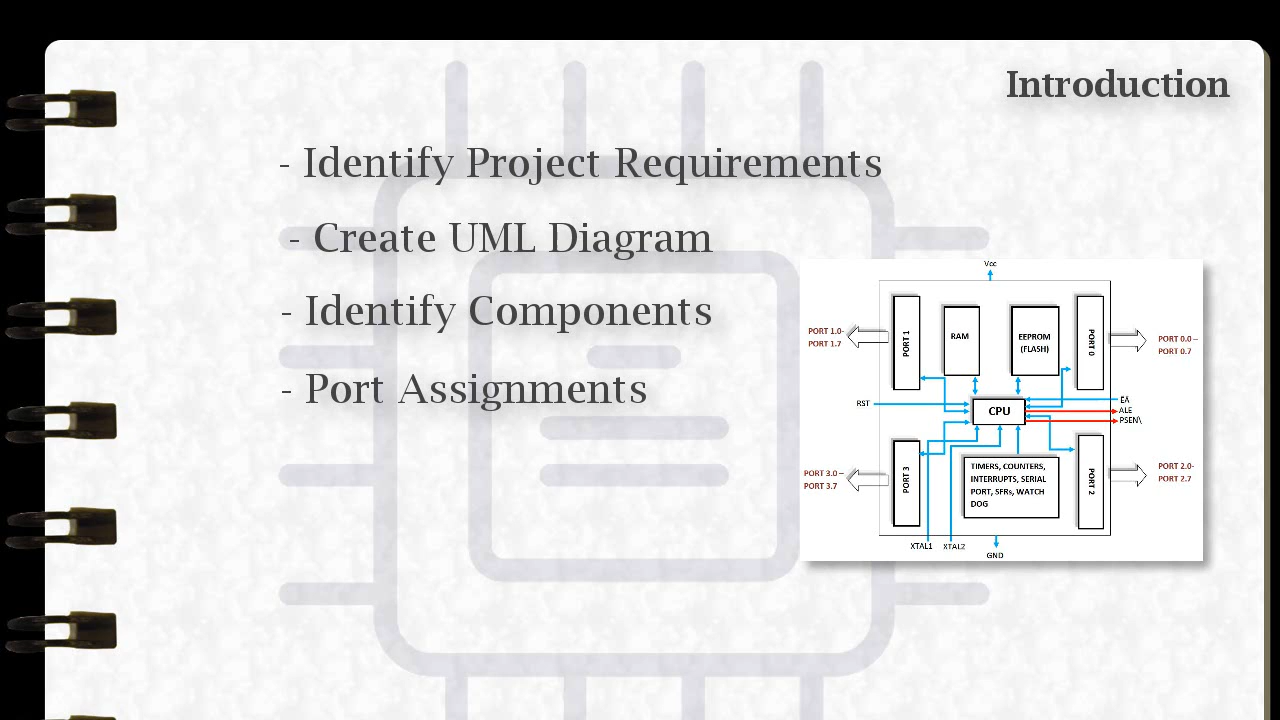 Introduction
- Identify Project Requirements
- Create UML Diagram
- Identify Components
- Port Assignments
Vcc
PORT 1.0-
PORT 1.7
PORT 1
RAM
EEPROM
(FLASH)
PORT 0
PORT 0.0 –
PORT 0.7
RST
CPU
EA
ALE
PSEN\
PORT 3.0 –
PORT 3.7
PORT 3
TIMERS, COUNTERS,
INTERRUPTS, SERIAL
PORT, SFRs, WATCH
DOG
PORT 2
PORT 2.0-
PORT 2.7
XTAL1
XTAL2
GND